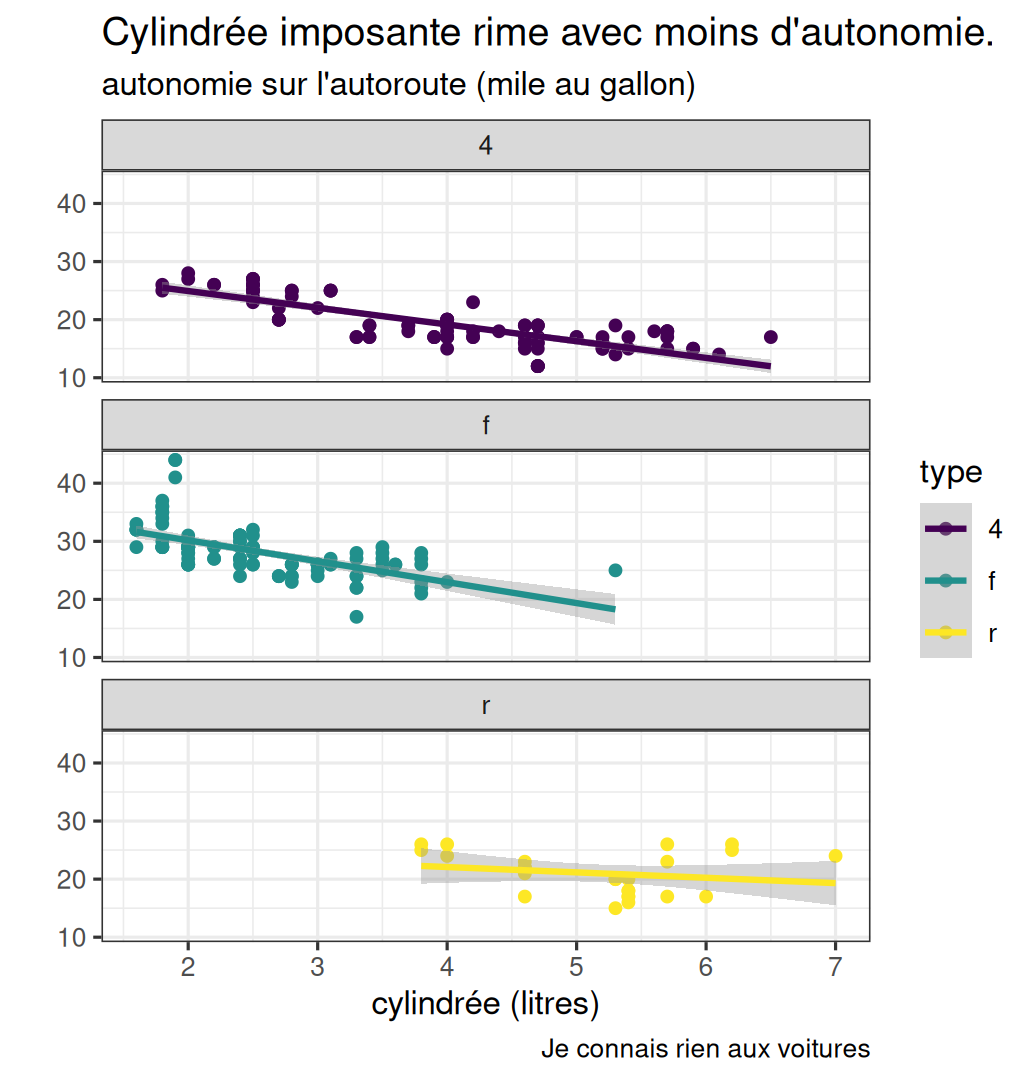 Cylindrée imposante rime avec moins d'autonomie.
autonomie sur l'autoroute (mile au gallon)
4
40
30
20
10
f
40
30
20
10
r
40
30
20
10
2 3 4 5 6 7
cylindrée (litres)
type
4
f
r
Je connais rien aux voitures